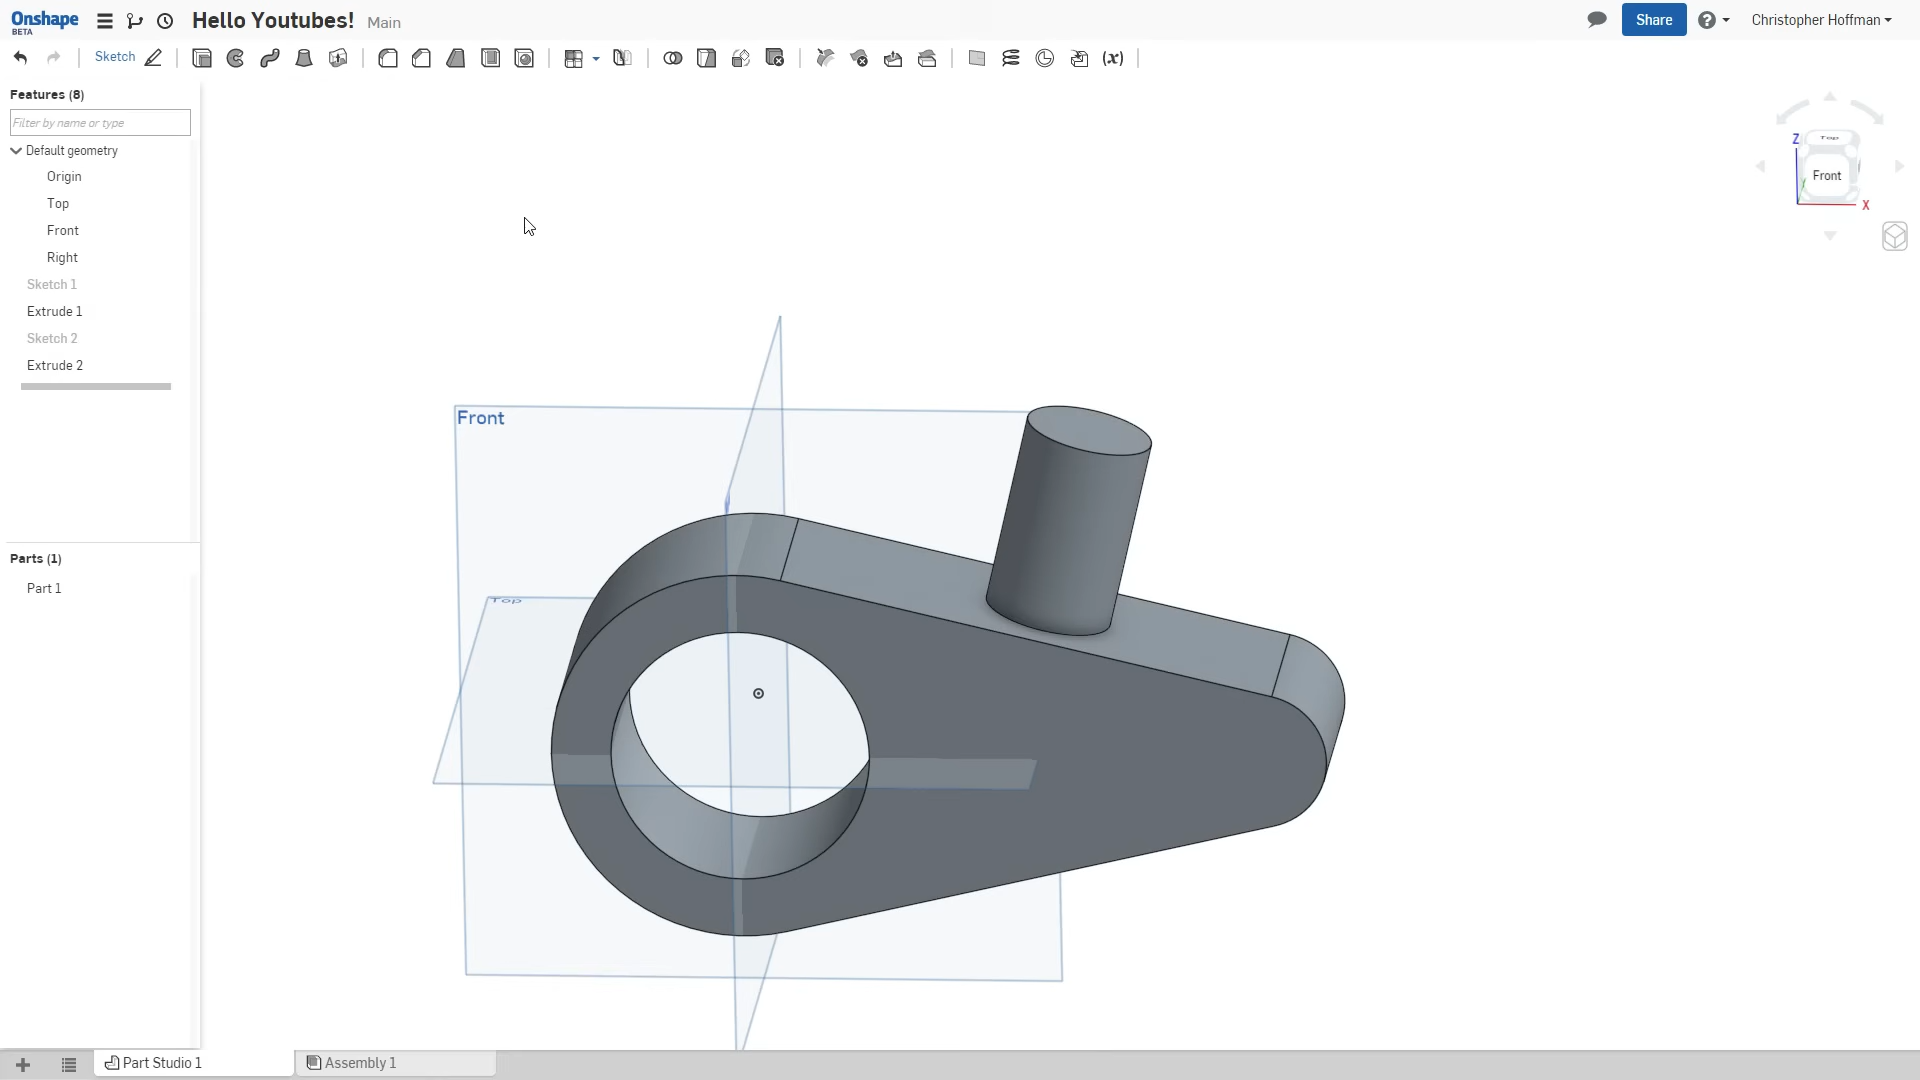 Onshape
BETA
Hello Youtubes! Main
Share
Christopher Hoffman
Sketch
(x)
Features (8)
Filter by name or type
Default geometry
Origin
Top
Front
Right
Sketch 1
Extrude 1
Sketch 2
Extrude 2
Parts (1)
Part 1
Front
Top
Top
Z
Front
X
Part Studio 1
Assembly 1